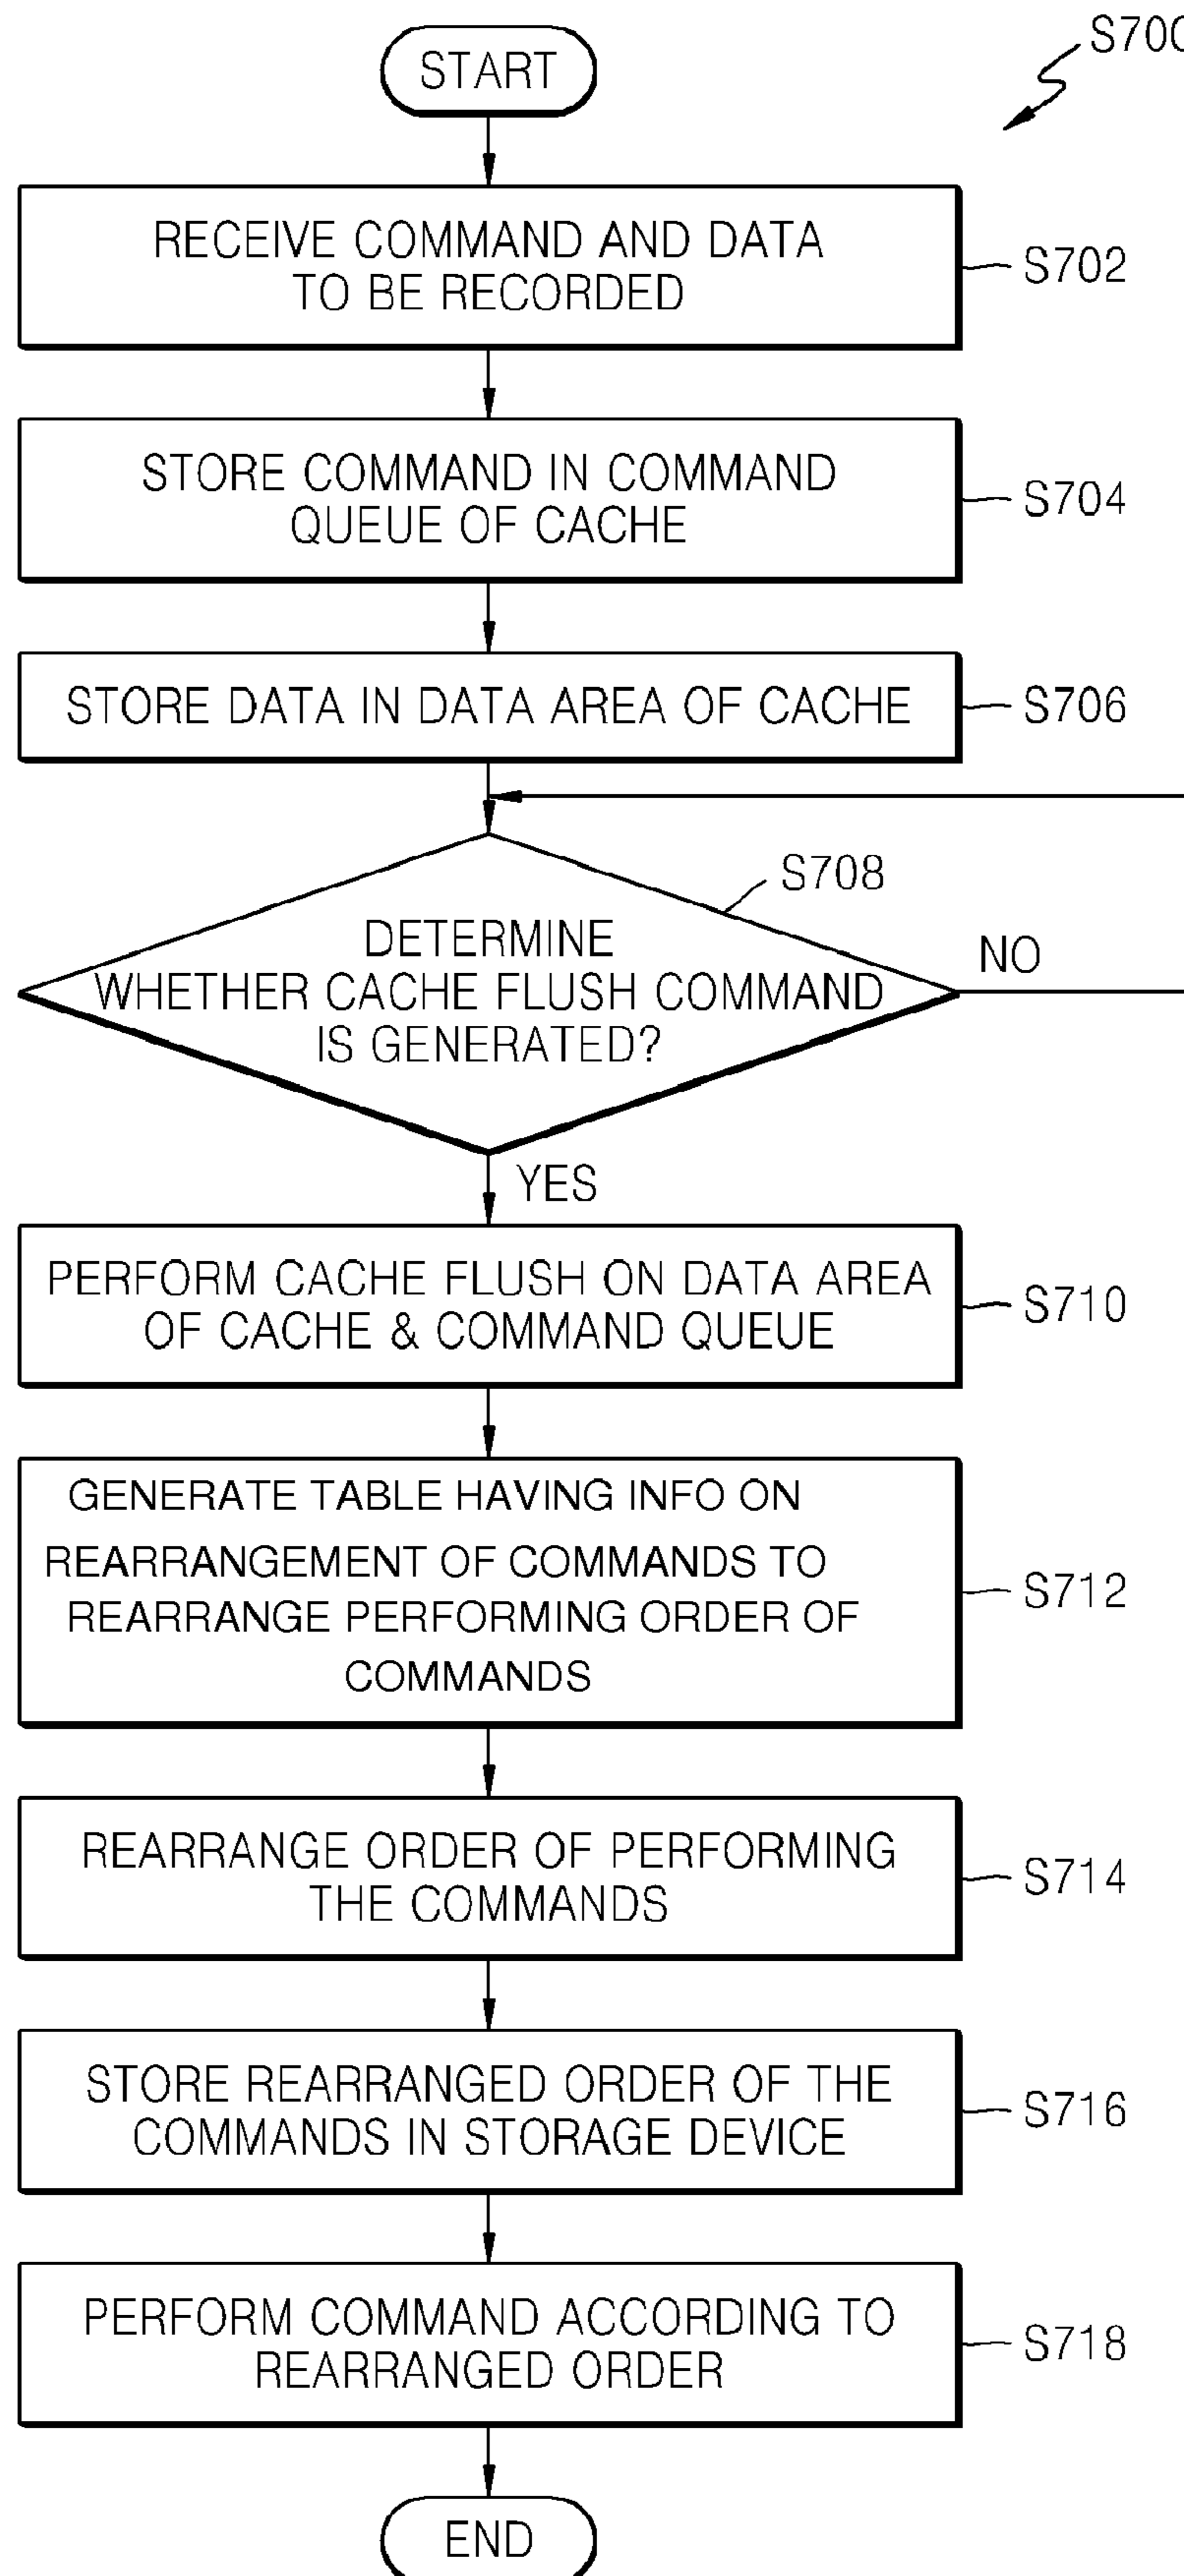 START
S700
RECEIVE COMMAND AND DATA
TO BE RECORDED
S702
STORE COMMAND IN COMMAND
QUEUE OF CACHE
S704
STORE DATA IN DATA AREA OF CACHE
S706
S708
DETERMINE
WHETHER CACHE FLUSH COMMAND
IS GENERATED?
NO
YES
PERFORM CACHE FLUSH ON DATA AREA
OF CACHE & COMMAND QUEUE
S710
GENERATE TABLE HAVING INFO ON
REARRANGEMENT OF COMMANDS TO
REARRANGE PERFORMING ORDER OF
COMMANDS
S712
REARRANGE ORDER OF PERFORMING
THE COMMANDS
S714
STORE REARRANGED ORDER OF THE
COMMANDS IN STORAGE DEVICE
S716
PERFORM COMMAND ACCORDING TO
REARRANGED ORDER
S718
END